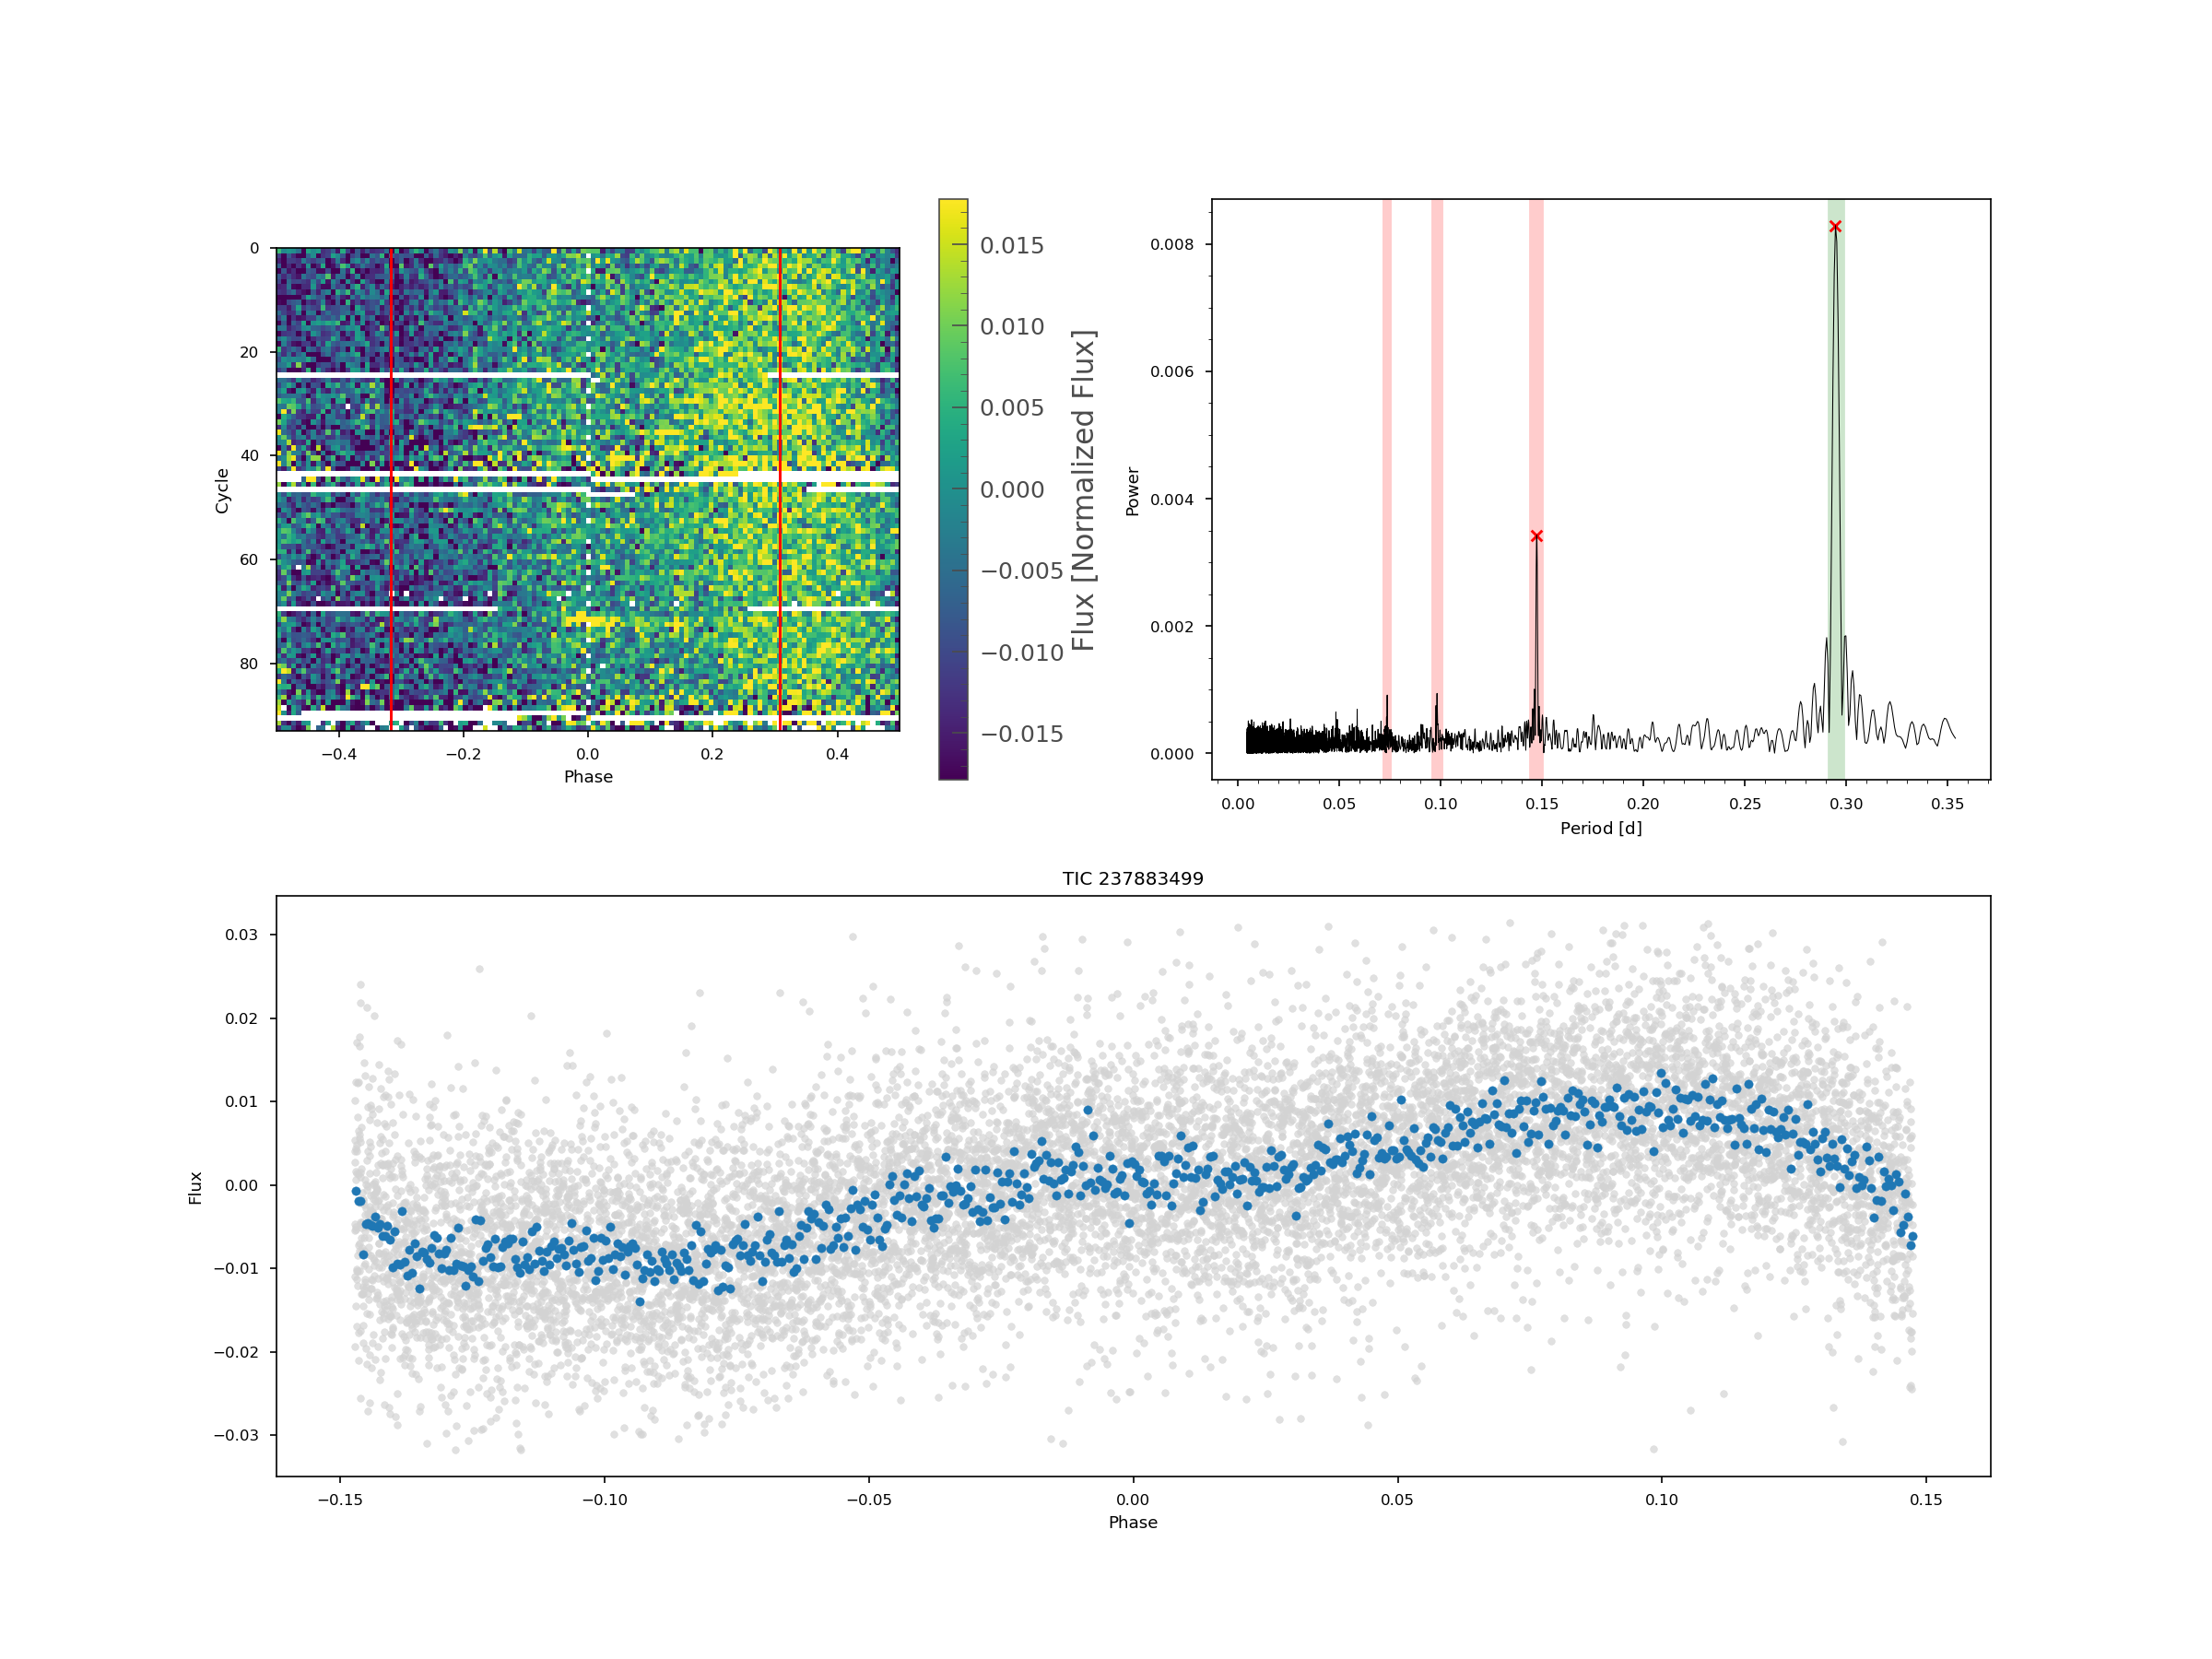 0
20
40
60
80
Cycle
−0.4 −0.2 0.0 0.2 0.4
Phase
0.015
0.010
0.005
0.000
−0.005
−0.010
−0.015
Flux [Normalized Flux]
0.008
0.006
0.004
0.002
0.000
Power
0.00 0.05 0.10 0.15 0.20 0.25 0.30 0.35
Period [d]
TIC 237883499
0.03
0.02
0.01
0.00
−0.01
−0.02
−0.03
Flux
−0.15 −0.10 −0.05 0.00 0.05 0.10 0.15
Phase